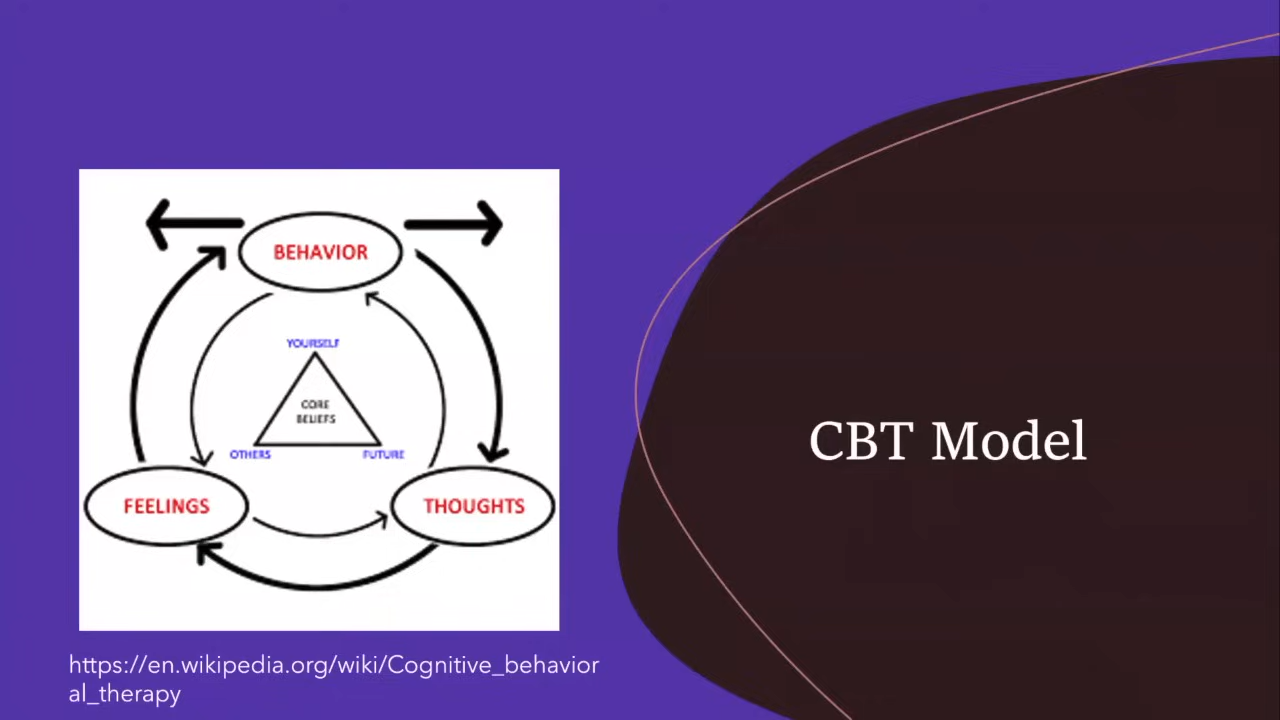 BEHAVIOR
YOURSELF
CORE
BELIEFS
OTHERS
FUTURE
FEELINGS
THOUGHTS
CBT Model
https://en.wikipedia.org/wiki/Cognitive_behavior
al_therapy